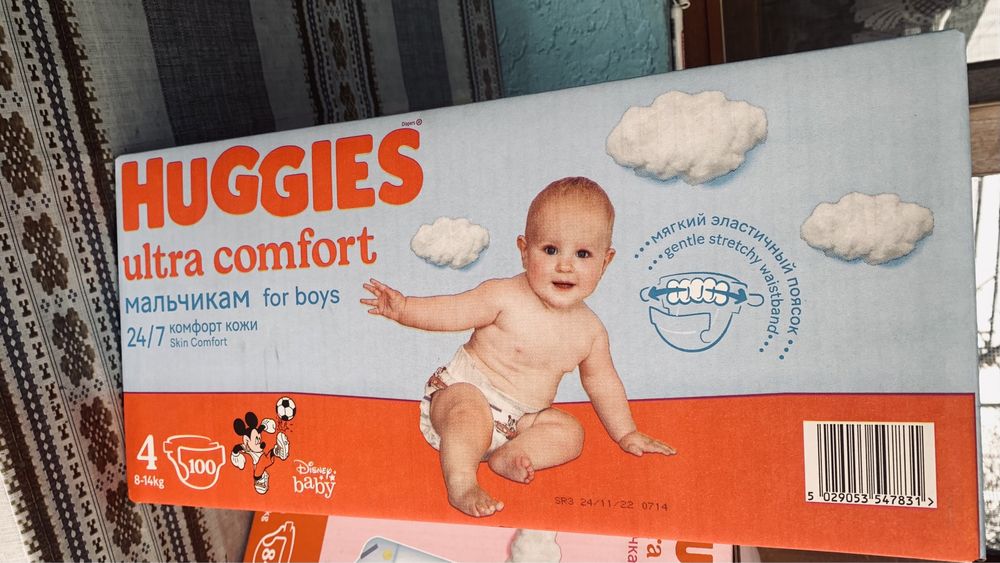 Diapers ®
HUGGIES
ultra comfort
мальчикам for boys
24/7 комфорт кожи
Skin Comfort
мягкий эластичный поясок
gentle stretchy waistband
4
8-14kg
100
Disney
baby
SR3 24/11/22 0714
5 029053 547831 >
8